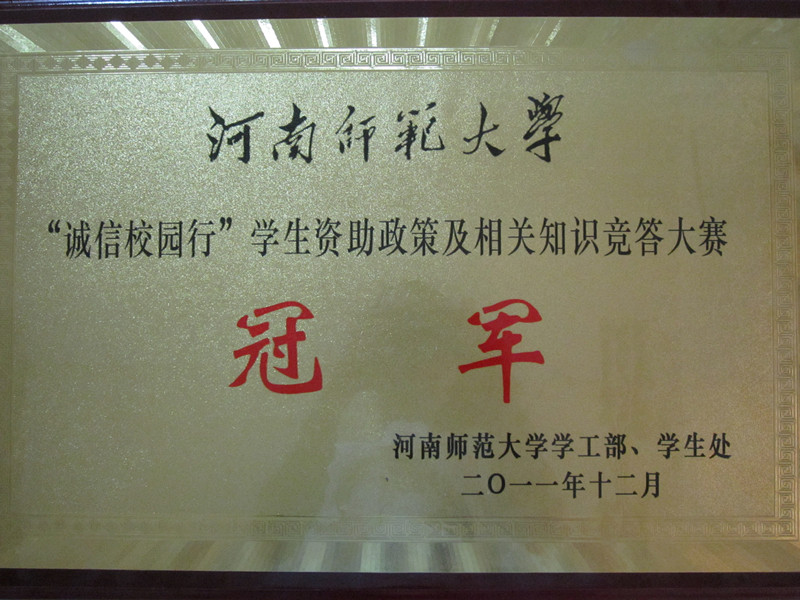 河南师范大学
“诚信校园行”学生资助政策及相关知识竞答大赛
冠军
河南师范大学学工部、学生处
二〇一一年十二月